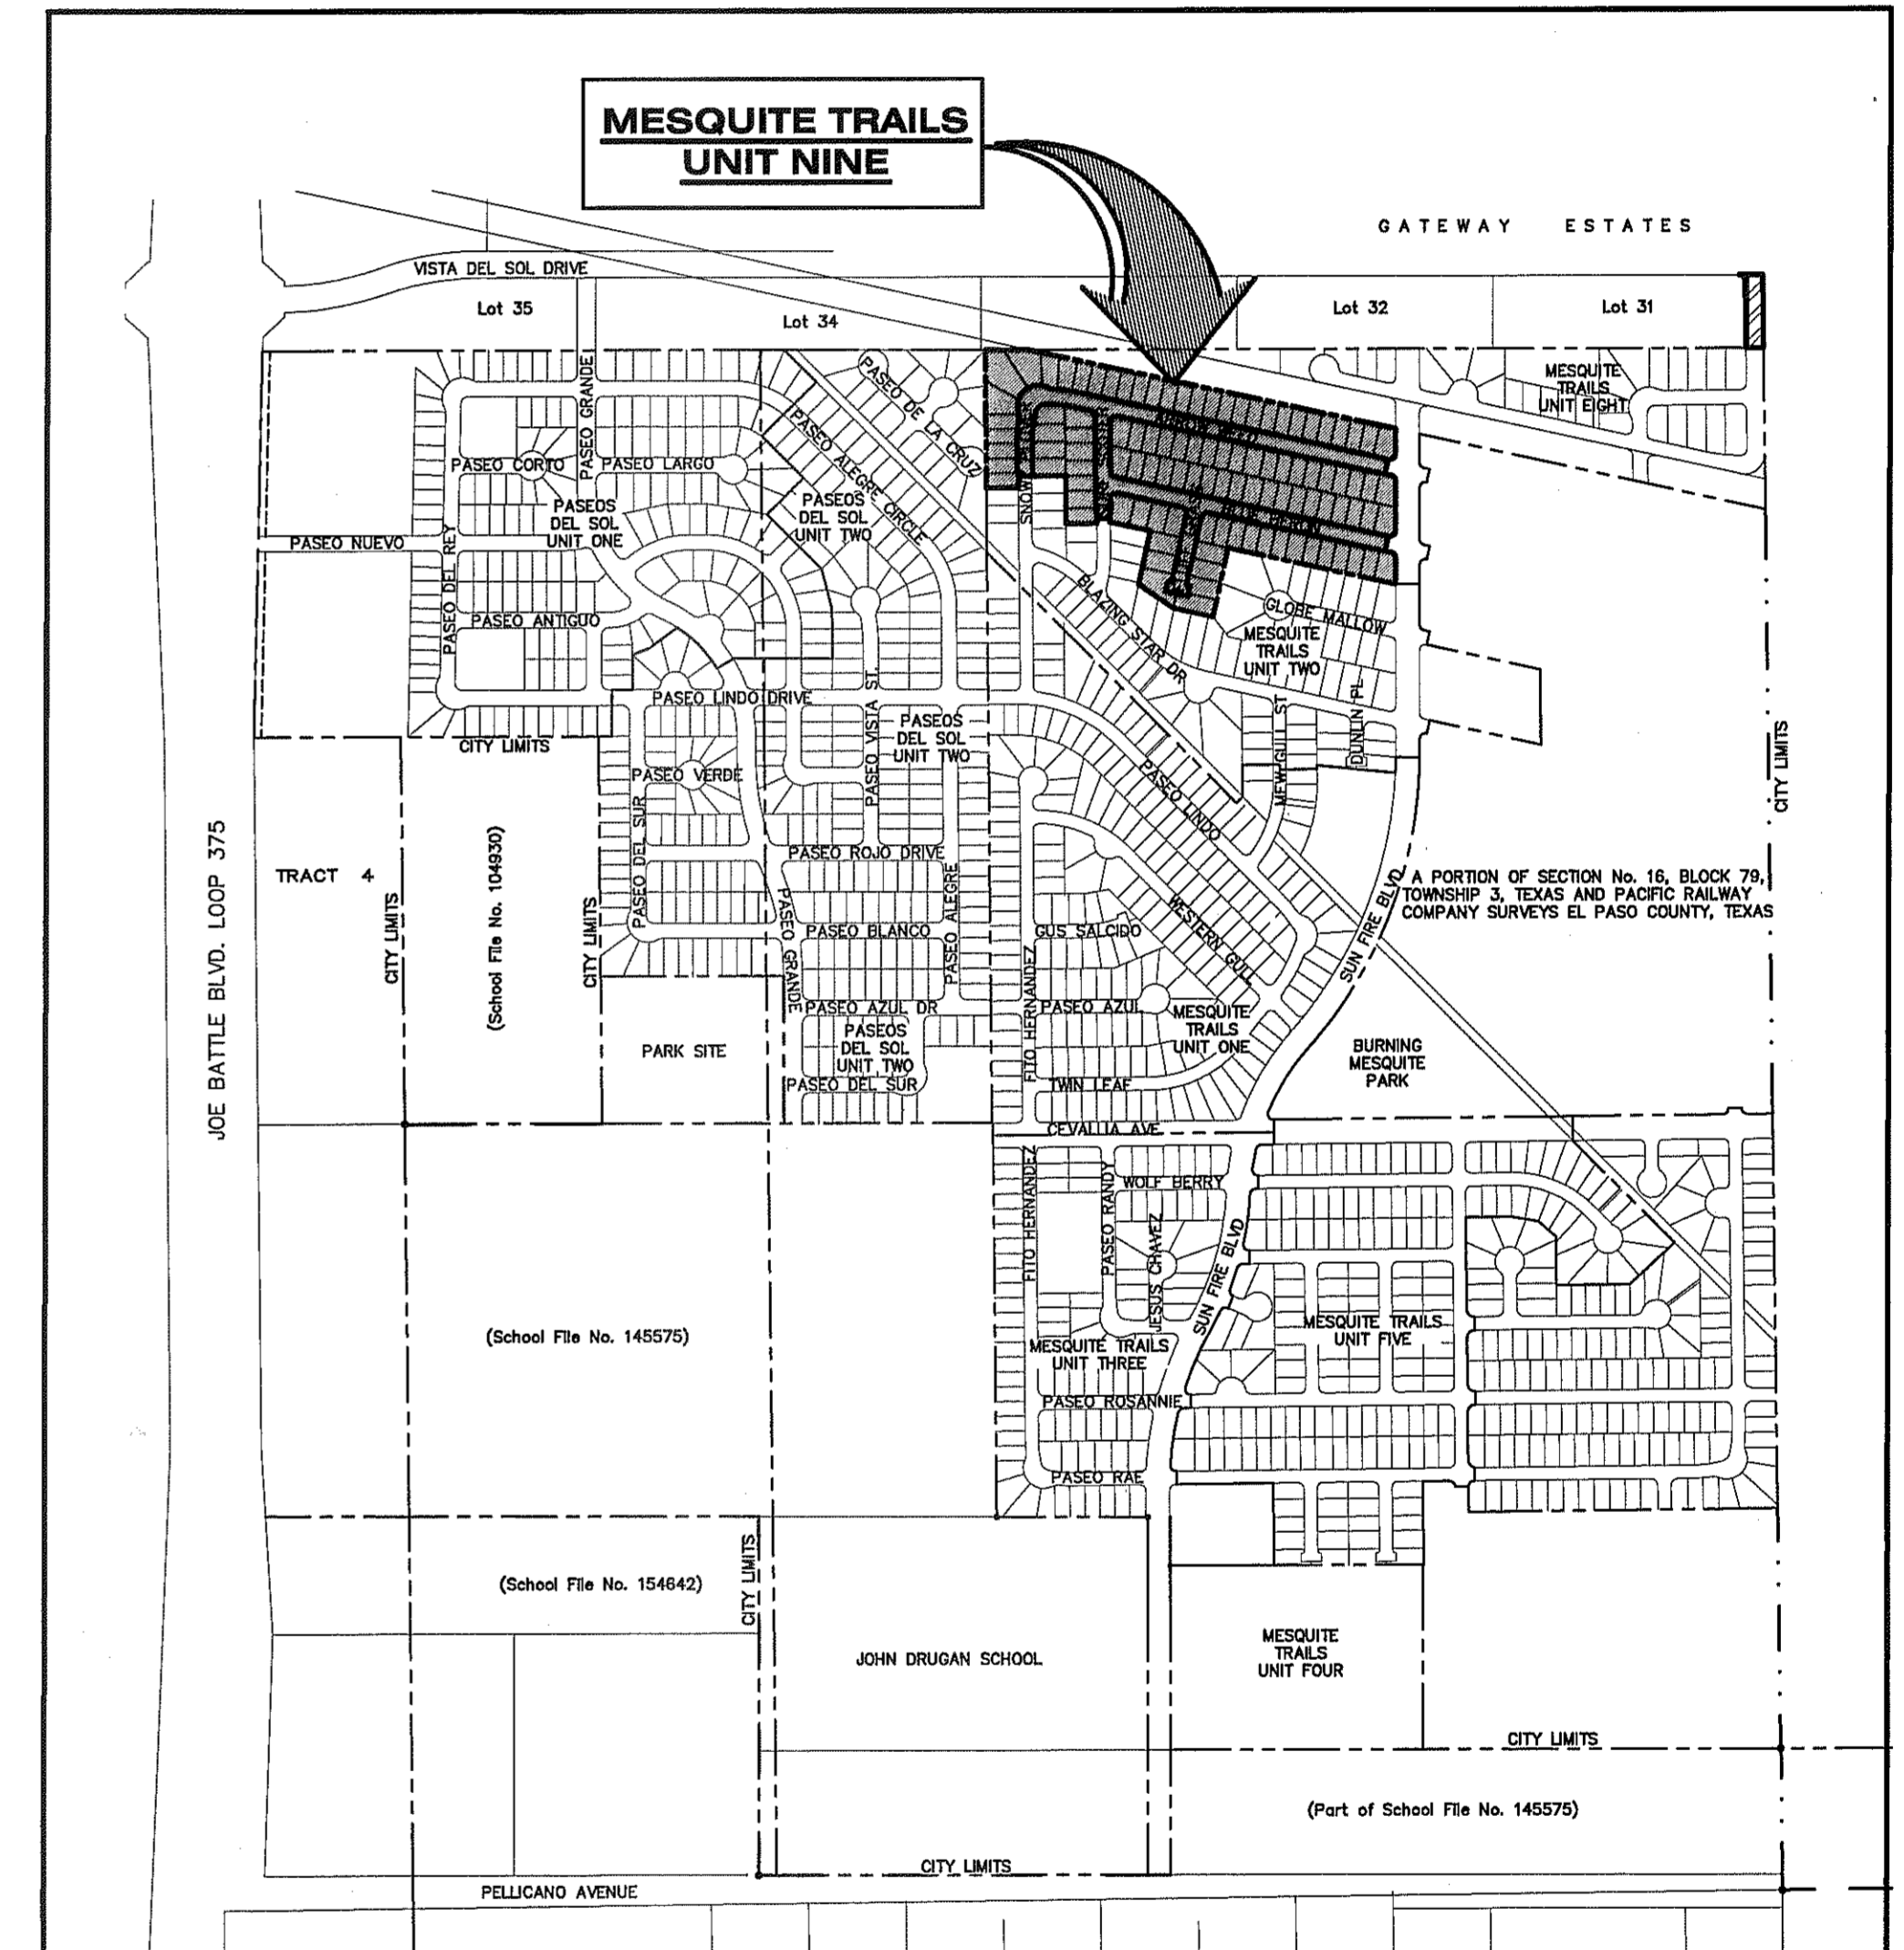 MESQUITE TRAILS
UNIT NINE
GATEWAY ESTATES
VISTA DEL SOL DRIVE
Lot 35
Lot 34
Lot 32
Lot 31
MESQUITE
TRAILS
UNIT EIGHT
PASEO GRANDE
PASEO DE LA CRUZ
PASEO ALEGRE CIRCLE
PASEO CORTO
PASEO LARGO
PASEOS
DEL SOL
UNIT ONE
PASEOS
DEL SOL
UNIT TWO
SNOW
PASEO NUEVO
PASEO DEL REY
PASEO ANTIGUO
BLAZING STAR DR
GLOBE MALLOW
MESQUITE
TRAILS
UNIT TWO
PASEO LINDO DRIVE
PASEO VISTA ST.
PASEOS
DEL SOL
UNIT TWO
MEW GULL ST
DUNLIN PL
CITY LIMITS
CITY LIMITS
PASEO VERDE
PASEO DEL SUR
PASEO LINDO
JOE BATTLE BLVD. LOOP 375
TRACT 4
CITY LIMITS
(School File No. 104930)
CITY LIMITS
PASEO ROJO DRIVE
PASEO GRANDE
PASEO BLANCO
PASEO ALEGRE
GUS SALCIDO
WESTERN GULL
SUN FIRE BLVD
A PORTION OF SECTION No. 16, BLOCK 79,
TOWNSHIP 3, TEXAS AND PACIFIC RAILWAY
COMPANY SURVEYS EL PASO COUNTY, TEXAS
PASEO AZUL DR
FITO HERNANDEZ
PASEO AZUL
MESQUITE
TRAILS
UNIT ONE
PARK SITE
PASEOS
DEL SOL
UNIT TWO
PASEO DEL SUR
TWIN LEAF
BURNING
MESQUITE
PARK
CEVALLIA AVE
FITO HERNANDEZ
PASEO RANDY
WOLF BERRY
JESUS CHAVEZ
SUN FIRE BLVD
(School File No. 145575)
MESQUITE TRAILS
UNIT THREE
MESQUITE TRAILS
UNIT FIVE
PASEO ROSANNIE
PASEO RAE
(School File No. 154642)
CITY LIMITS
JOHN DRUGAN SCHOOL
MESQUITE
TRAILS
UNIT FOUR
CITY LIMITS
(Part of School File No. 145575)
CITY LIMITS
PELLICANO AVENUE